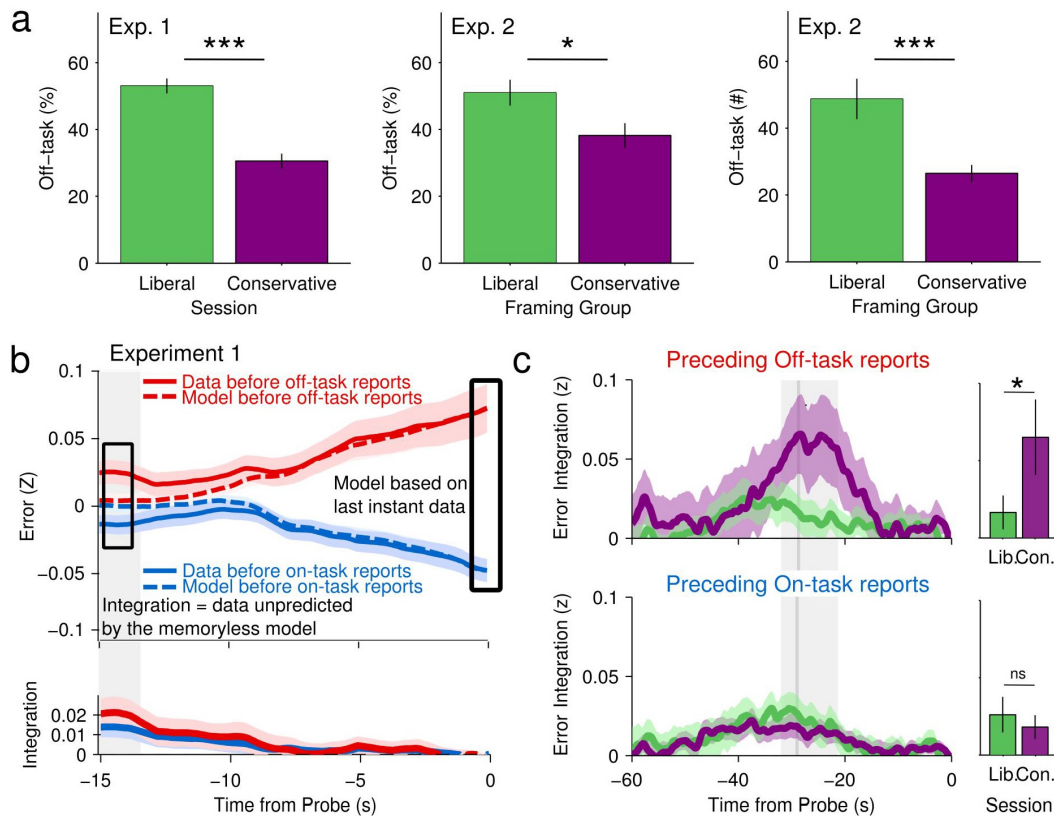 a
Exp. 1
***
60
40
20
0
Off-task (%)
Liberal
Conservative
Session
Exp. 2
*
60
40
20
0
Off-task (%)
Liberal
Conservative
Framing Group
Exp. 2
***
60
40
20
0
Off-task (#)
Liberal
Conservative
Framing Group
b
Experiment 1
0.1
0.05
0
−0.05
−0.1
Error (Z)
Data before off-task reports
Model before off-task reports
Model based on
last instant data
Data before on-task reports
Model before on-task reports
Integration = data unpredicted
by the memoryless model
0.02
0.01
0
Integration
−15
−10
−5
0
Time from Probe (s)
c
Preceding Off-task reports
0.1
0.05
0
Error Integration (z)
−60
−40
−20
0
*
Lib.
Con.
Preceding On-task reports
0.1
0.05
0
Error Integration (z)
−60
−40
−20
0
Time from Probe (s)
ns
Lib.
Con.
Session